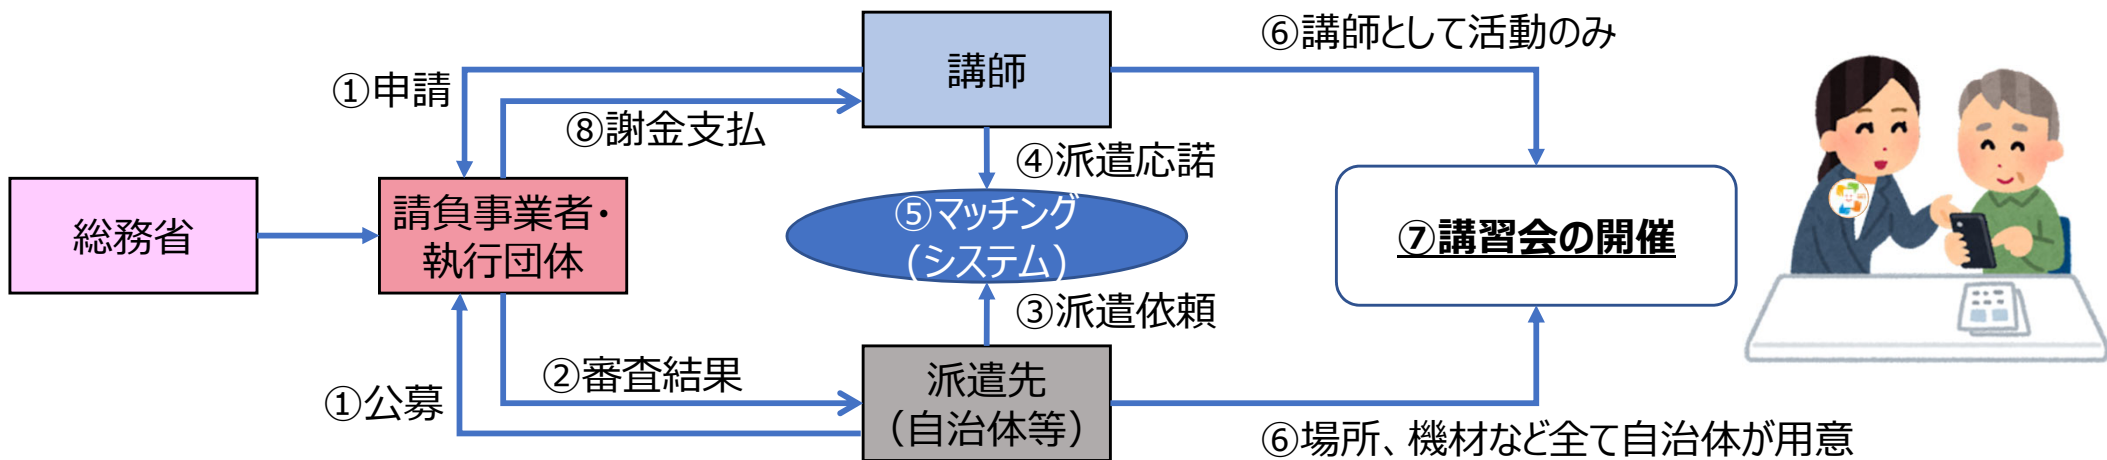 総務省
請負事業者・
執行団体
①申請
⑧謝金支払
講師
④派遣応諾
⑤マッチング
(システム)
③派遣依頼
②審査結果
①公募
派遣先
（自治体等）
⑥講師として活動のみ
⑦講習会の開催
⑥場所、機材など全て自治体が用意